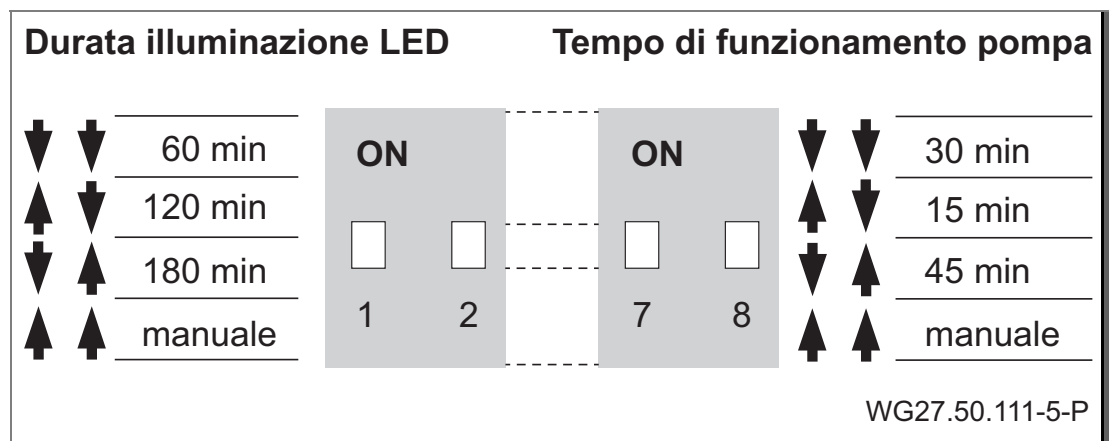 Durata illuminazione LED
Tempo di funzionamento pompa
60 min
120 min
180 min
manuale
ON
1 2
ON
7 8
30 min
15 min
45 min
manuale
WG27.50.111-5-P